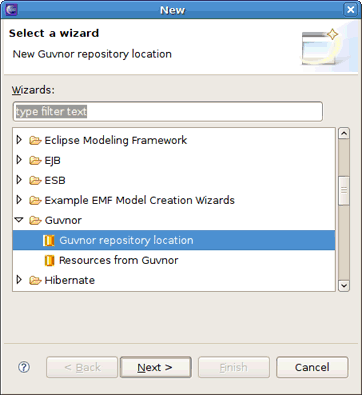 New
Select a wizard
New Guvnor repository location
Wizards:
type filter text
Eclipse Modeling Framework
EJB
ESB
Example EMF Model Creation Wizards
Guvnor
Guvnor repository location
Resources from Guvnor
Hibernate
? < Back Next > Finish Cancel